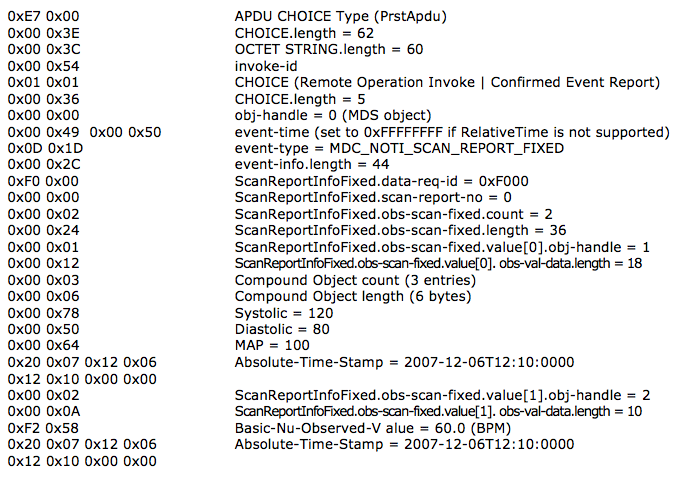 0xE7 0x00 APDU CHOICE Type (PrstApdu)
0x00 0x3E CHOICE.length = 62
0x00 0x3C OCTET STRING.length = 60
0x00 0x54 invoke-id
0x01 0x01 CHOICE (Remote Operation Invoke | Confirmed Event Report)
0x00 0x36 CHOICE.length = 5
0x00 0x00 obj-handle = 0 (MDS object)
0x00 0x49 0x00 0x50 event-time (set to 0xFFFFFFFF if RelativeTime is not supported)
0x0D 0x1D event-type = MDC_NOTI_SCAN_REPORT_FIXED
0x00 0x2C event-info.length = 44
0xF0 0x00 ScanReportInfoFixed.data-req-id = 0xF000
0x00 0x00 ScanReportInfoFixed.scan-report-no = 0
0x00 0x02 ScanReportInfoFixed.obs-scan-fixed.count = 2
0x00 0x24 ScanReportInfoFixed.obs-scan-fixed.length = 36
0x00 0x01 ScanReportInfoFixed.obs-scan-fixed.value[0].obj-handle = 1
0x00 0x12 ScanReportInfoFixed.obs-scan-fixed.value[0]. obs-val-data.length = 18
0x00 0x03 Compound Object count (3 entries)
0x00 0x06 Compound Object length (6 bytes)
0x00 0x78 Systolic = 120
0x00 0x50 Diastolic = 80
0x00 0x64 MAP = 100
0x20 0x07 0x12 0x06 Absolute-Time-Stamp = 2007-12-06T12:10:0000
0x12 0x10 0x00 0x00
0x00 0x02 ScanReportInfoFixed.obs-scan-fixed.value[1].obj-handle = 2
0x00 0x0A ScanReportInfoFixed.obs-scan-fixed.value[1]. obs-val-data.length = 10
0xF2 0x58 Basic-Nu-Observed-V alue = 60.0 (BPM)
0x20 0x07 0x12 0x06 Absolute-Time-Stamp = 2007-12-06T12:10:0000
0x12 0x10 0x00 0x00